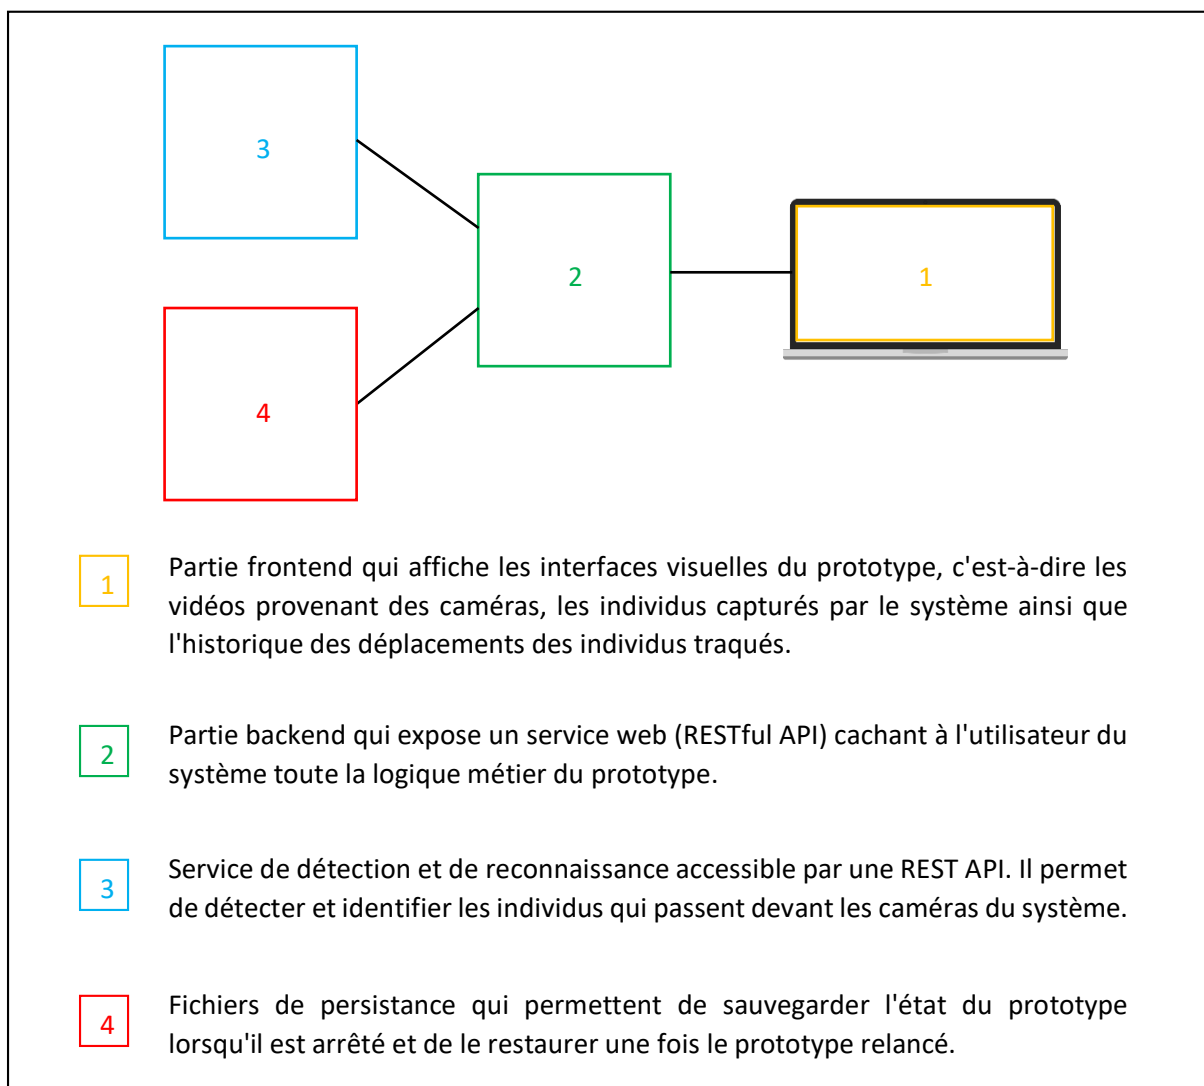 3
2
1
4
1
Partie frontend qui affiche les interfaces visuelles du prototype, c'est-à-dire les
vidéos provenant des caméras, les individus capturés par le système ainsi que
l'historique des déplacements des individus traqués.
2
Partie backend qui expose un service web (RESTful API) cachant à l'utilisateur du
système toute la logique métier du prototype.
3
Service de détection et de reconnaissance accessible par une REST API. Il permet
de détecter et identifier les individus qui passent devant les caméras du système.
4
Fichiers de persistance qui permettent de sauvegarder l'état du prototype
lorsqu'il est arrêté et de le restaurer une fois le prototype relancé.